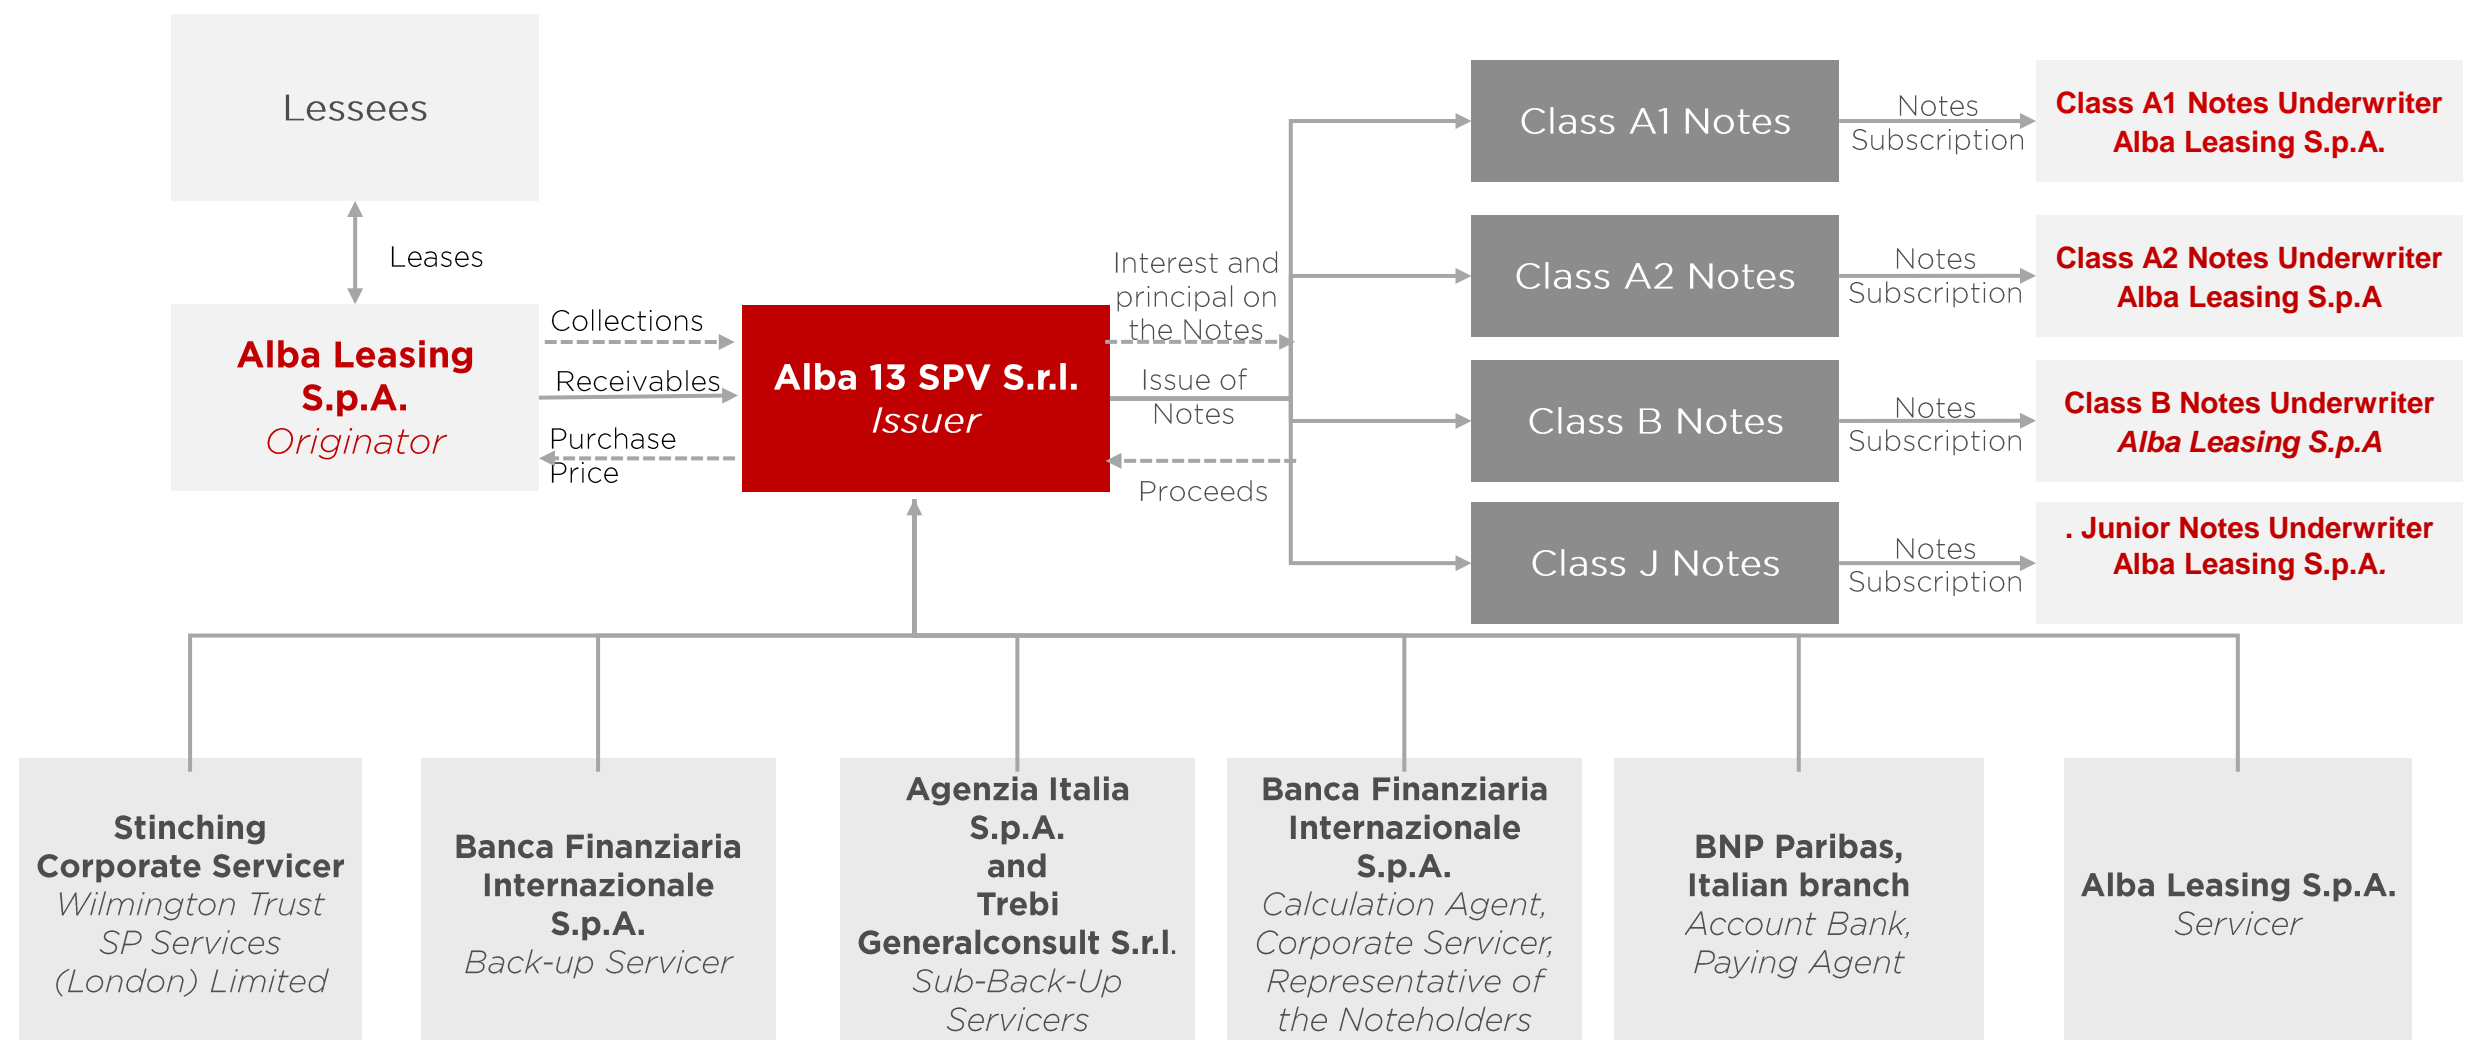 Lessees
Leases
Alba Leasing
S.p.A.
Originator
Collections
Receivables
Purchase
Price
Alba 13 SPV S.r.l.
Issuer
Interest and
principal on
the Notes
Issue of
Notes
Proceeds
Class A1 Notes
Notes
Subscription
Class A1 Notes Underwriter
Alba Leasing S.p.A.
Class A2 Notes
Notes
Subscription
Class A2 Notes Underwriter
Alba Leasing S.p.A
Class B Notes
Notes
Subscription
Class B Notes Underwriter
Alba Leasing S.p.A
Class J Notes
Notes
Subscription
. Junior Notes Underwriter
Alba Leasing S.p.A.
Stinching
Corporate Servicer
Wilmington Trust
SP Services
(London) Limited
Banca Finanziaria
Internazionale
S.p.A.
Back-up Servicer
Agenzia Italia
S.p.A.
and
Trebi
Generalconsult S.r.l.
Sub-Back-Up
Servicers
Banca Finanziaria
Internazionale
S.p.A.
Calculation Agent,
Corporate Servicer,
Representative of
the Noteholders
BNP Paribas,
Italian branch
Account Bank,
Paying Agent
Alba Leasing S.p.A.
Servicer